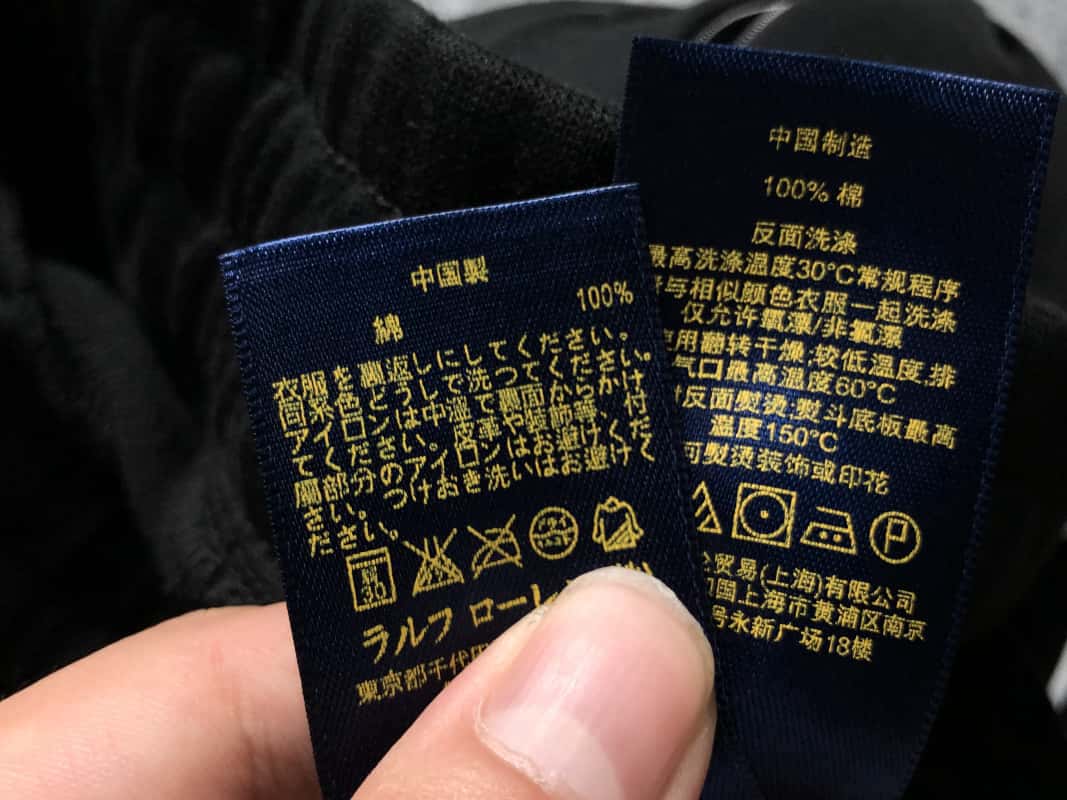 中国製
綿 100%
衣服を裏返しにしてください。
同系色どうしで洗つてください。
アイロンは中温で裏面からかけ
てください。皮革や装飾等、付
属部分のアイロンはお避けくだ
さい。つけおき洗いはお避けく
ださい。
弱
30
ドライ
ラルフ ローレ
東京都千代
中国制造
100% 棉
反面洗涤
最高洗涤温度30°C常规程序
与相似颜色衣服一起洗涤
仅允许氧漂/非氯漂
使用翻转干燥;较低温度,排
气口最高温度60°C
反面熨烫;熨斗底板最高
温度150°C
可熨烫装饰或印花
P
贸易(上海)有限公司
国上海市黄浦区南京
号永新广场18楼